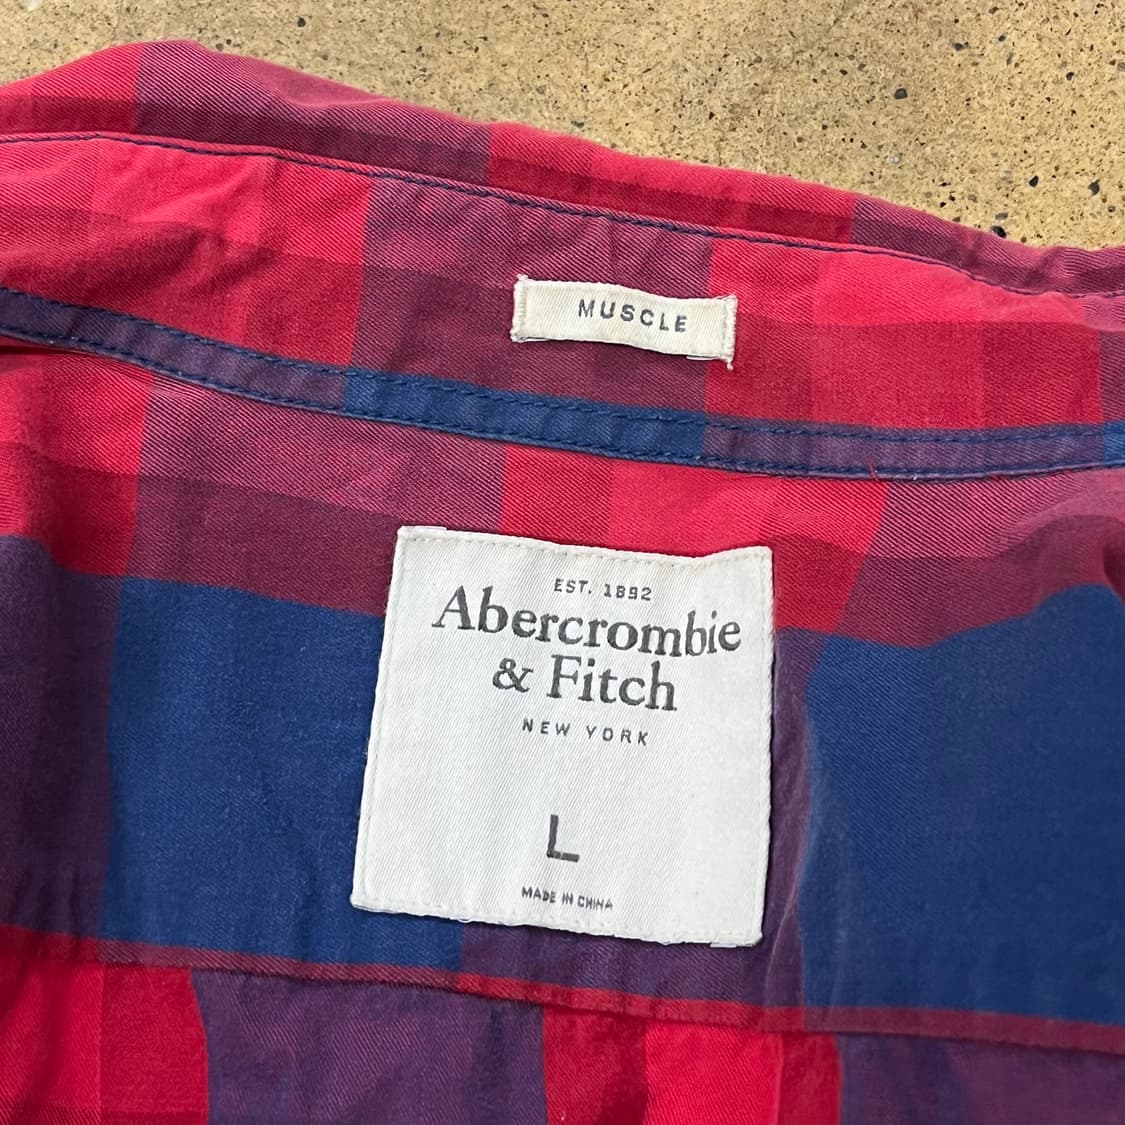 MUSCLE
EST. 1892
Abercrombie
& Fitch
NEW YORK
L
MADE IN CHINA